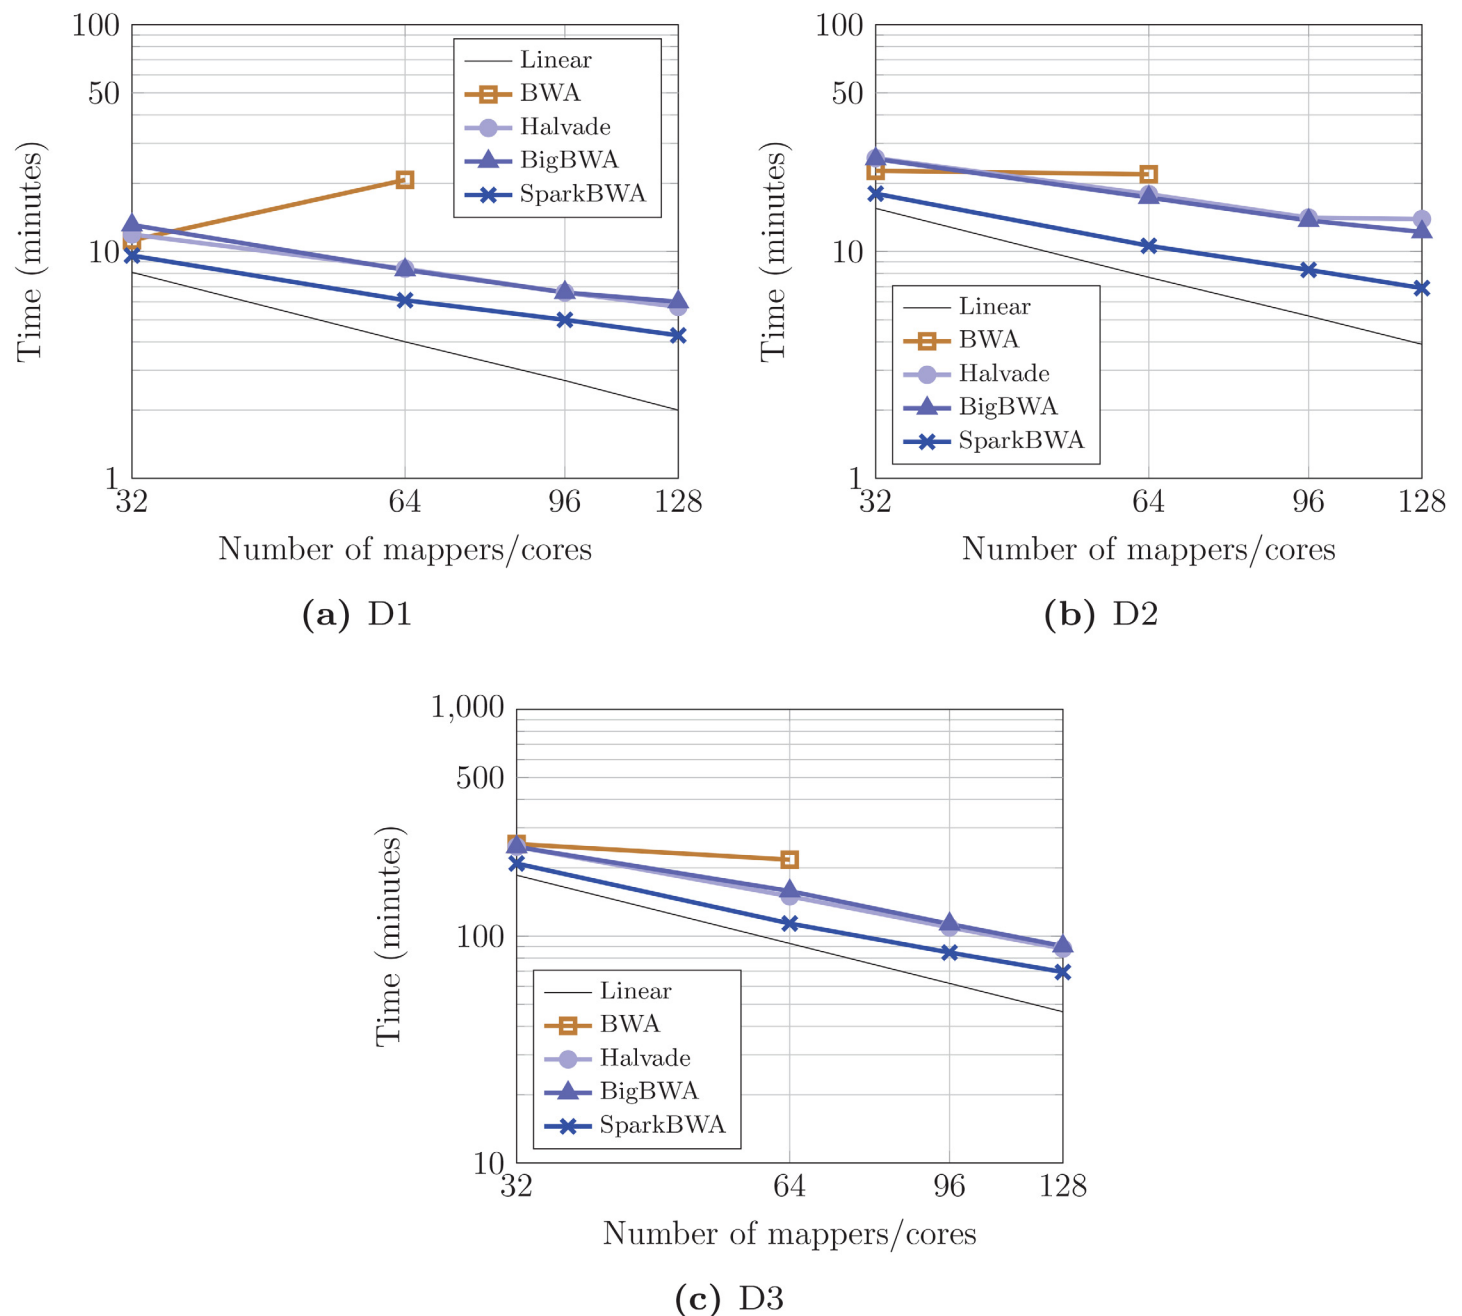 100
50
10
1
Time (minutes)
Linear
BWA
Halvade
BigBWA
SparkBWA
32 64 96 128
Number of mappers/cores
(a) D1
100
50
10
1
Time (minutes)
Linear
BWA
Halvade
BigBWA
SparkBWA
32 64 96 128
Number of mappers/cores
(b) D2
1,000
500
100
10
Time (minutes)
Linear
BWA
Halvade
BigBWA
SparkBWA
32 64 96 128
Number of mappers/cores
(c) D3